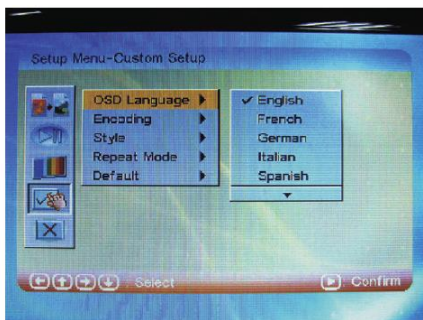 Setup Menu-Custom Setup
OSD Language
Encoding
Style
Repeat Mode
Default
English
French
German
Italian
Spanish
Select
Confirm